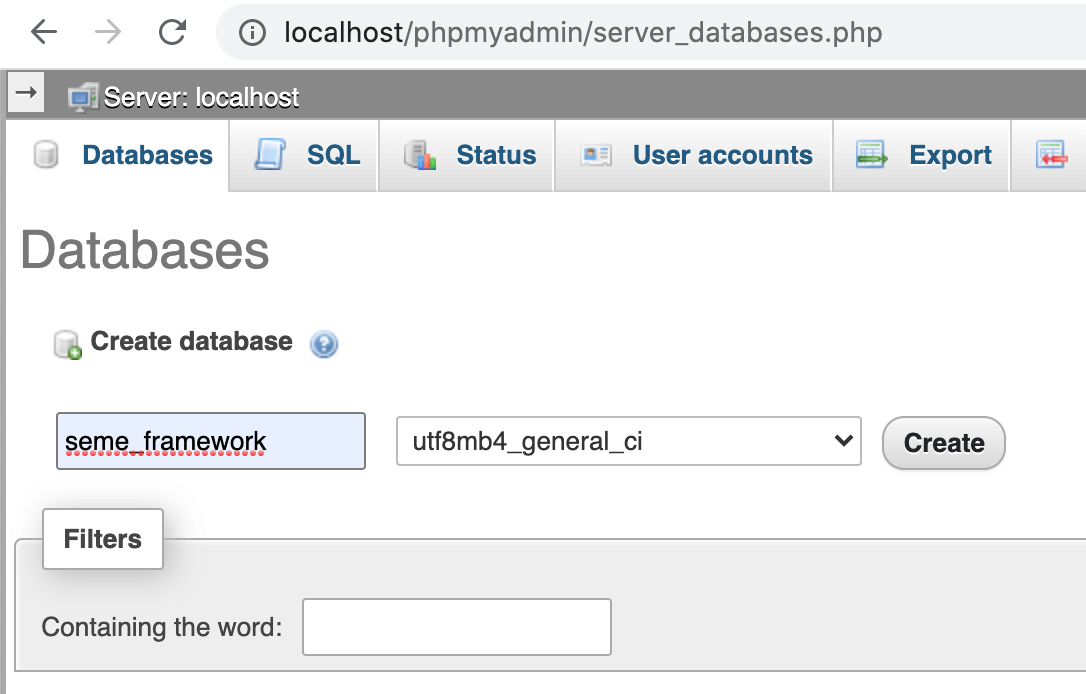 localhost/phpmyadmin/server_databases.php
Server: localhost
Databases SQL Status User accounts Export
Databases
Create database
seme_framework utf8mb4_general_ci Create
Filters
Containing the word: